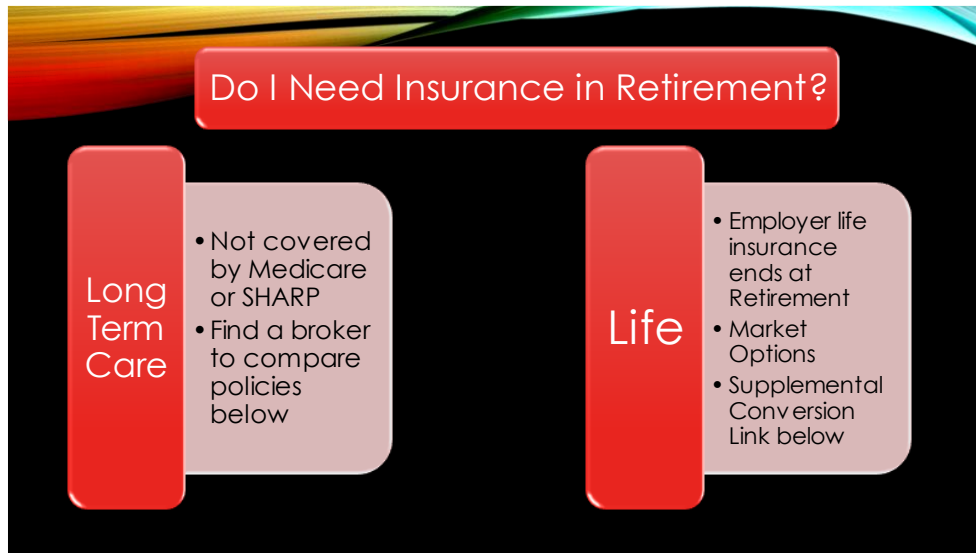 Do I Need Insurance in Retirement?
Long
Term
Care
• Not covered
by Medicare
or SHARP
• Find a broker
to compare
policies
below
Life
• Employer life
insurance
ends at
Retirement
• Market
Options
• Supplemental
Conversion
Link below